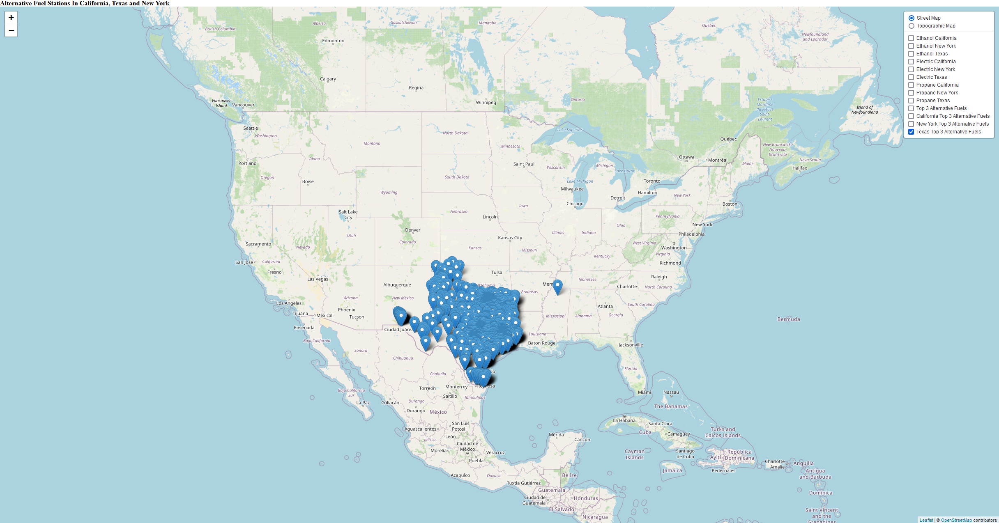 Alternative Fuel Stations In California, Texas and New York
+
−
Street Map
Topographic Map
Ethanol California
Ethanol New York
Ethanol Texas
Electric California
Electric New York
Electric Texas
Propane California
Propane New York
Propane Texas
Top 3 Alternative Fuels
California Top 3 Alternative Fuels
New York Top 3 Alternative Fuels
Texas Top 3 Alternative Fuels
British Columbia
Alberta
Saskatchewan
Manitoba
Québec
Newfoundland
and Labrador
Edmonton
Calgary
Regina
Winnipeg
Ontario
Vancouver
Island
Vancouver
Estuaire
Maritime
du Fleuve
Saint-
Laurent
Island of
Newfoundland
Seattle
Washington
North Dakota
Lake Superior
Montana
Minnesota
Québec
New Brunswick /
Nouveau-
Brunswick
Idaho
Portland
Saint Paul
Wisconsin
Michigan
Lake Huron
Ottawa
Montréal
Maine
Nova Scotia
Halifax
Oregon
Boise
South Dakota
Lake Michigan
Toronto
Milwaukee
Hamilton
Wyoming
New York
Detroit
Chicago
Boston
Iowa
Salt Lake
City
Nebraska
Lincoln
Pennsylvania
New York
Ohio
Denver
Utah
Colorado
Kansas City
Illinois
Indiana
Philadelphia
Sacramento
Nevada
Kansas
Missouri
West Virginia
Washington
Virginia
Kentucky
San Jose
California
Richmond
Fresno
Las Vegas
Tulsa
Raleigh
Tennessee
Albuquerque
Oklahoma
Mem
Charlotte
North Carolina
Arkansas
Arizona
New Mexico
Los Angeles
Phoenix
Atlanta
South Carolina
Tijuana
Mexicali
Tucson
Mississippi
Alabama
Georgia
Bermuda
Ensenada
Ciudad Juárez
Louisiana
Baja California
Baton Rouge
Jacksonville
Sonora
Chihuahua
Florida
Coahuila
do
Reynosa
Monterrey
Torreón
Baja California
Sur
Saltillo
Tamaulipas
Miami
Nassau
La Paz
Culiacán
Durango
Durango
México
The Bahamas
La Habana
Santa Clara
San Luis
Potosí
Aguascalientes
Cuba
Camagüey
Turks and
Caicos Islands
León
Jalisco
Mérida
Cancún
Ciudad de
México
Morelia
Veracruz
Puebla
Cayman
Islands
Santiago
de Cuba
Ayiti
República
Dominicana
Charlotte
Amalie
Anguilla
Jamaica
Pedernales
Antigua
and Barbuda
Acapulco
Oaxaca
Belize
Tuxtla Gutiérrez
Guatemala
Dominica
Ciudad de
Guatemala
Honduras
El Salvador
Nicaragua
Saint Vincent
and the
Grenadines
Leaflet | © OpenStreetMap contributors